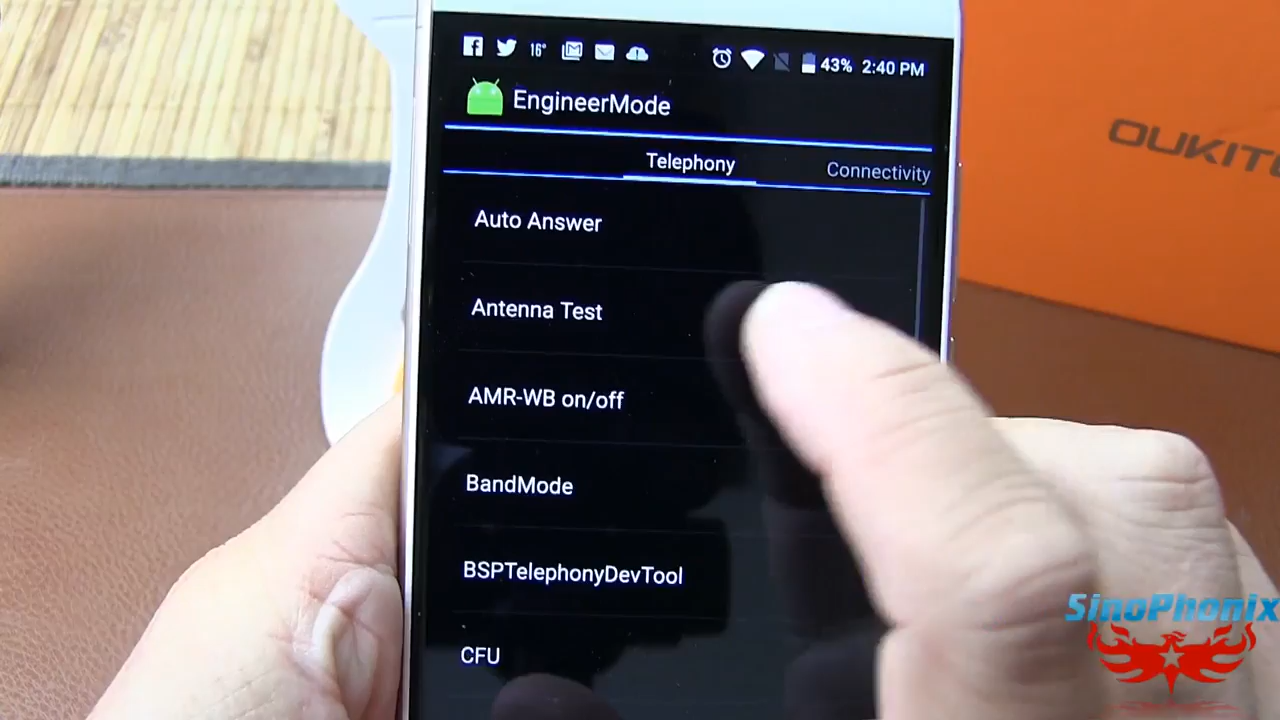 16°
43% 2:40 PM
EngineerMode
Telephony
Connectivity
Auto Answer
Antenna Test
AMR-WB on/off
BandMode
BSPTelephonyDevTool
CFU
OUKIT
SinoPhonix